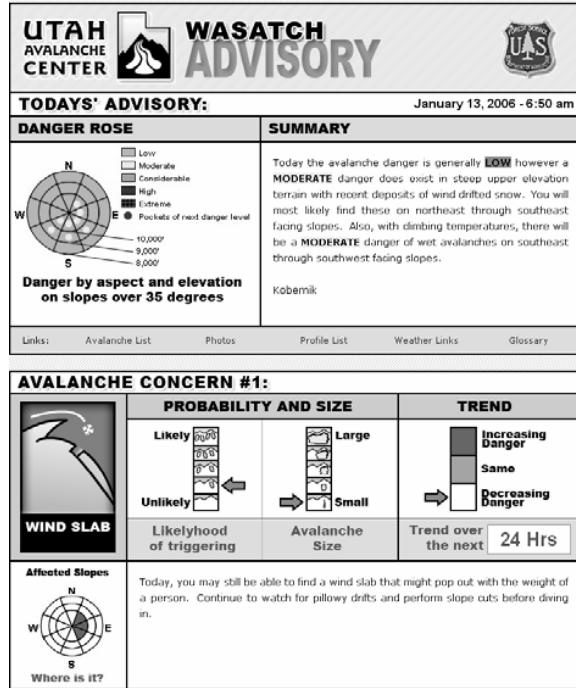 UTAH
AVALANCHE
CENTER
WASATCH
ADVISORY
FOREST SERVICE
U S
DEPARTMENT OF AGRICULTURE
TODAYS' ADVISORY:
January 13, 2006 - 6:50 am
DANGER ROSE
N
W
E
S
Low
Moderate
Considerable
High
Extreme
Pockets of next danger level
10,000'
9,000'
8,000'
Danger by aspect and elevation
on slopes over 35 degrees
SUMMARY
Today the avalanche danger is generally LOW however a
MODERATE danger does exist in steep upper elevation
terrain with recent deposits of wind drifted snow. You will
most likely find these on northeast through southeast
facing slopes. Also, with climbing temperatures, there will
be a MODERATE danger of wet avalanches on southeast
through southwest facing slopes.
Kobernik
Links: Avalanche List Photos Profile List Weather Links Glossary
AVALANCHE CONCERN #1:
WIND SLAB
PROBABILITY AND SIZE
Likely
Unlikely
Likelyhood
of triggering
Large
Small
Avalanche
Size
TREND
Increasing
Danger
Same
Decreasing
Danger
Trend over
the next 24 Hrs
Affected Slopes
N
W
E
S
Where is it?
Today, you may still be able to find a wind slab that might pop out with the weight of
a person. Continue to watch for pillowy drifts and perform slope cuts before diving
in.